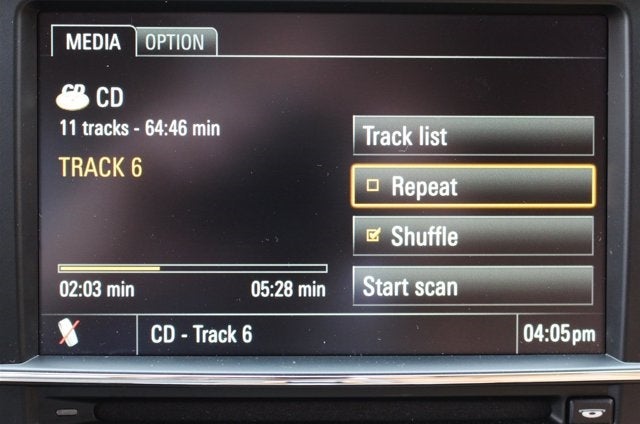 MEDIA OPTION
CD CD
11 tracks - 64:46 min
TRACK 6
Track list
Repeat
Shuffle
Start scan
02:03 min 05:28 min
CD - Track 6 04:05pm